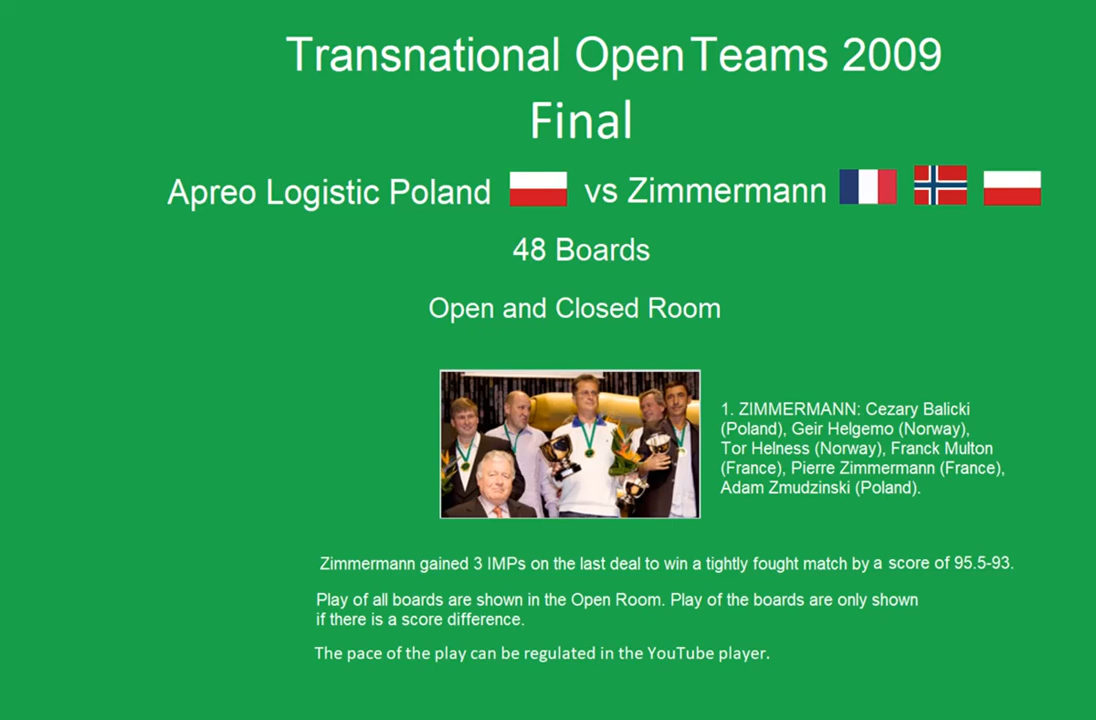 Transnational Open Teams 2009
Final
Apreo Logistic Poland vs Zimmermann
48 Boards
Open and Closed Room
1. ZIMMERMANN: Cezary Balicki
(Poland), Geir Helgemo (Norway),
Tor Helness (Norway), Franck Multon
(France), Pierre Zimmermann (France),
Adam Zmudzinski (Poland).
Zimmermann gained 3 IMPs on the last deal to win a tightly fought match by a score of 95.5-93.
Play of all boards are shown in the Open Room. Play of the boards are only shown
if there is a score difference.
The pace of the play can be regulated in the YouTube player.